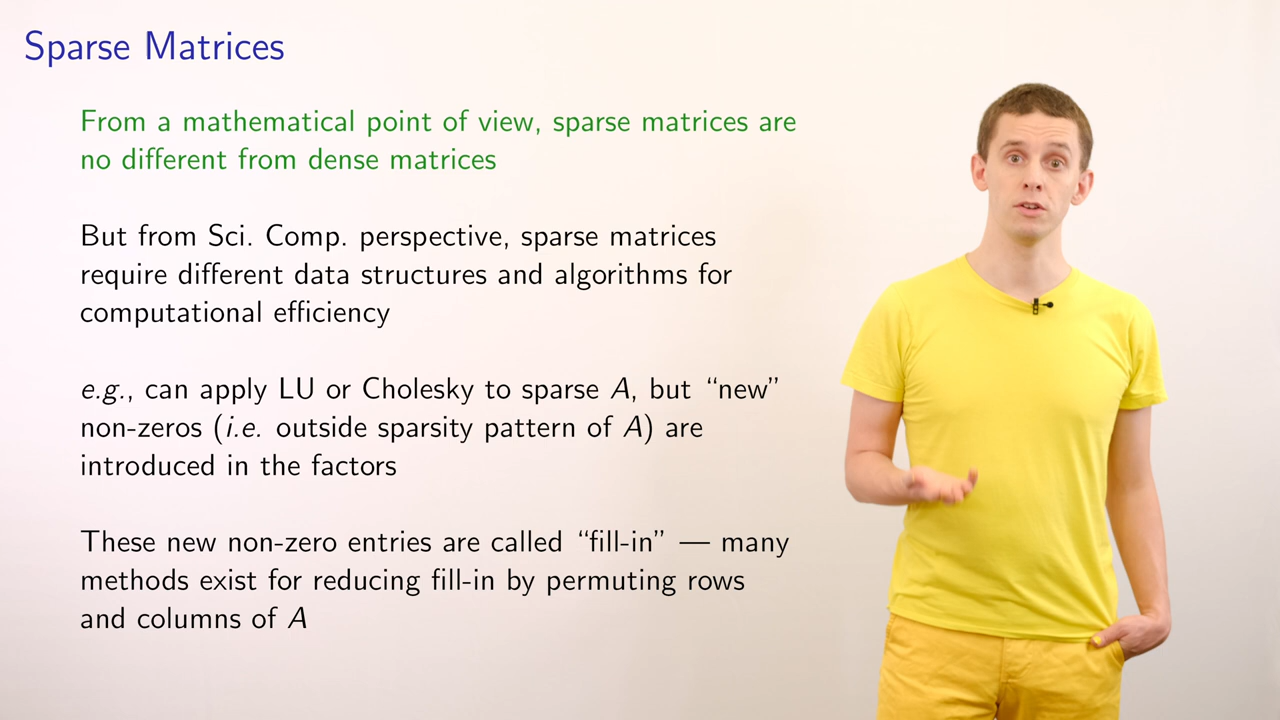 Sparse Matrices
From a mathematical point of view, sparse matrices are
no different from dense matrices
But from Sci. Comp. perspective, sparse matrices
require different data structures and algorithms for
computational efficiency
e.g., can apply LU or Cholesky to sparse A, but “new”
non-zeros (i.e. outside sparsity pattern of A) are
introduced in the factors
These new non-zero entries are called “fill-in” — many
methods exist for reducing fill-in by permuting rows
and columns of A